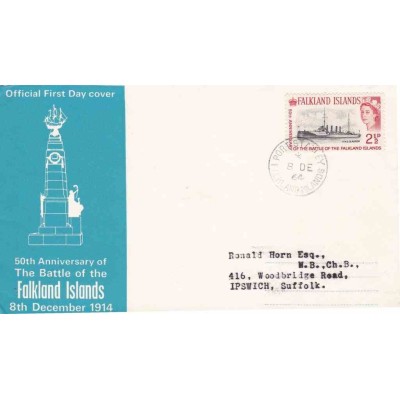 Official First Day cover
50th Anniversary of
The Battle of the
Falkland Islands
8th December 1914
FALKLAND ISLANDS
2½d
OF THE BATTLE OF THE FALKLAND ISLANDS
8 DE
64
Ronald Horn Esq.,
M.B.,Ch.B.,
416, Woodbridge Road,
IPSWICH, Suffolk.